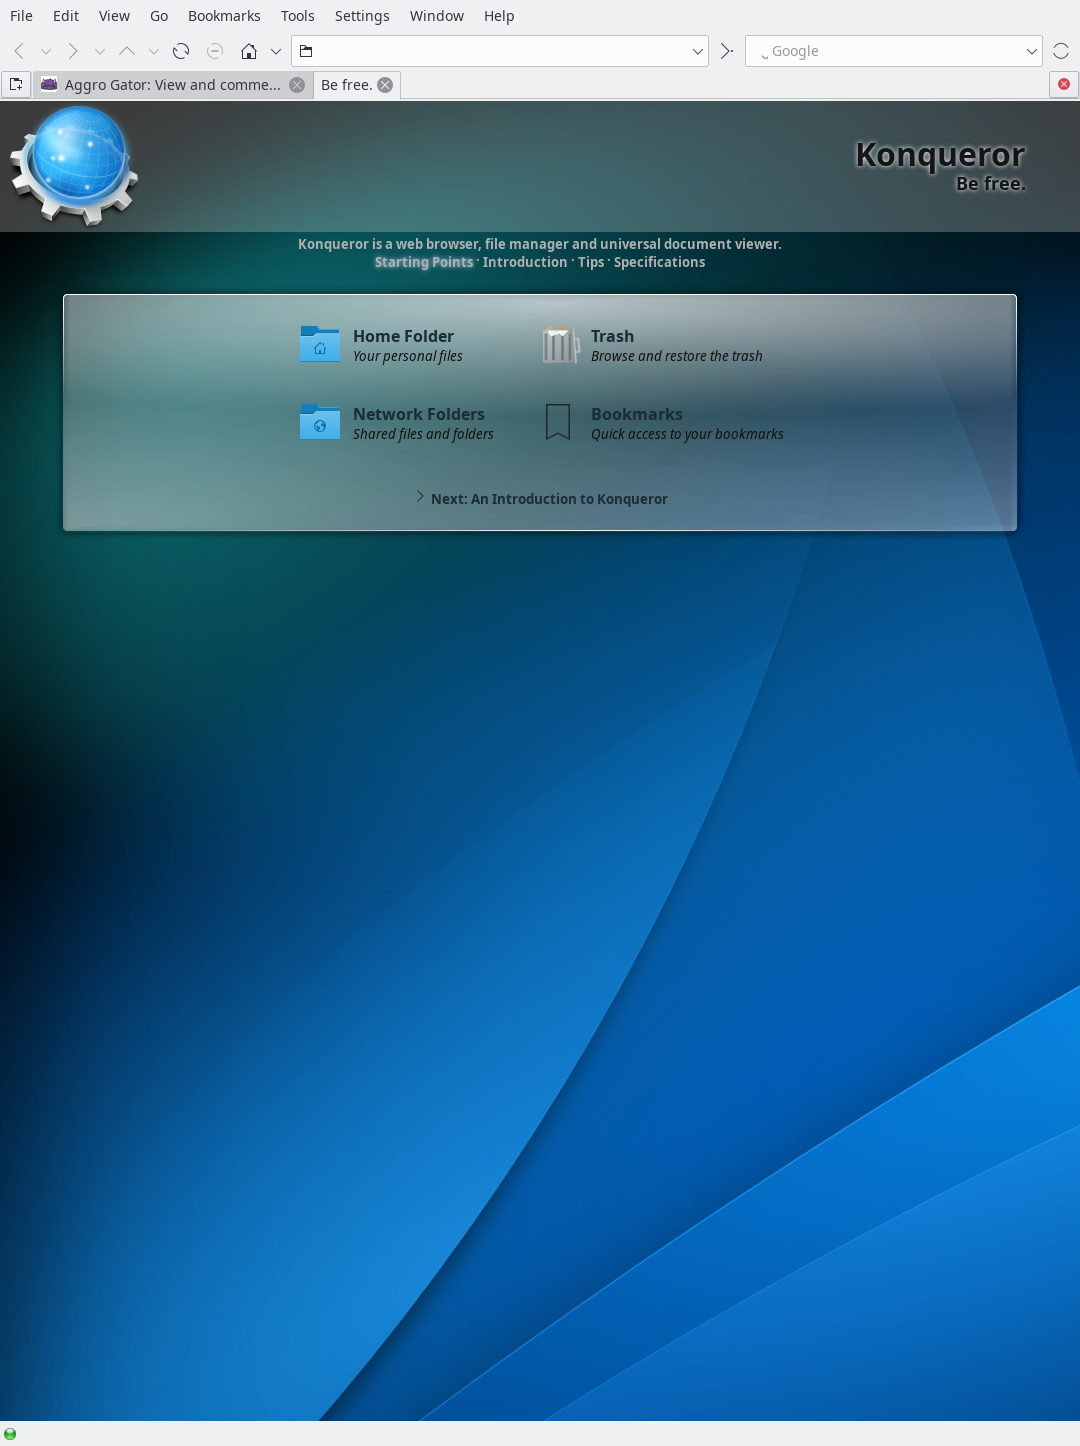 File Edit View Go Bookmarks Tools Settings Window Help
Google
Aggro Gator: View and comme... Be free.
Konqueror
Be free.
Konqueror is a web browser, file manager and universal document viewer.
Starting Points · Introduction · Tips · Specifications
Home Folder
Your personal files
Trash
Browse and restore the trash
Network Folders
Shared files and folders
Bookmarks
Quick access to your bookmarks
Next: An Introduction to Konqueror